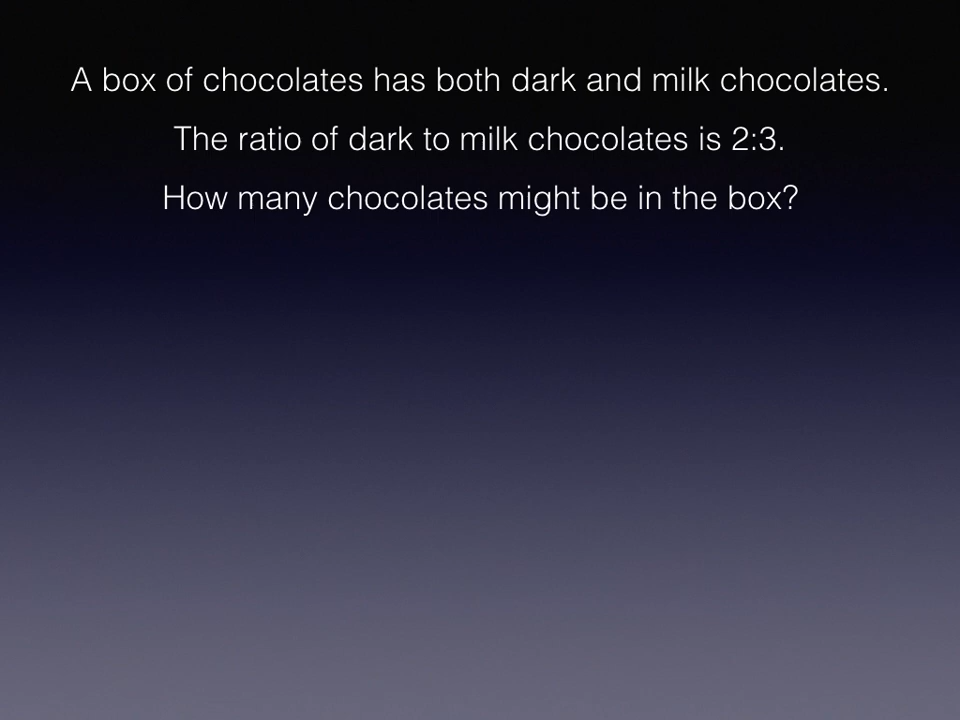 A box of chocolates has both dark and milk chocolates.
The ratio of dark to milk chocolates is 2:3.
How many chocolates might be in the box?